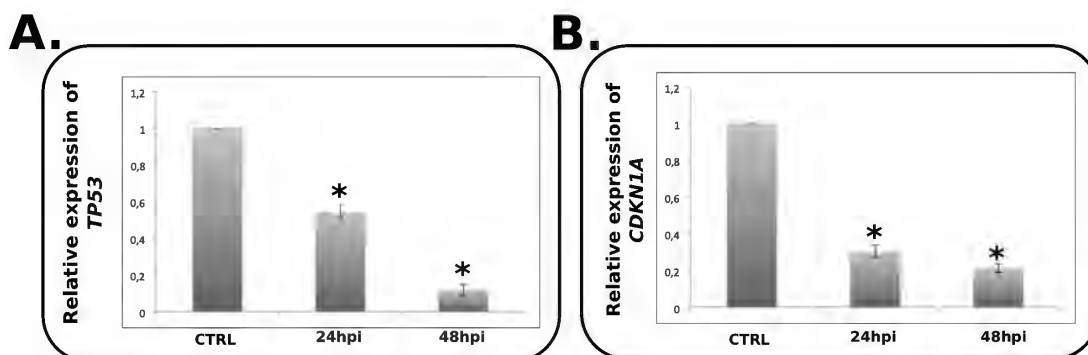 A.
Relative expression of
TP53
1,2
1
0,8
0,6
0,4
0,2
0
*
*
CTRL
24hpi
48hpi
B.
Relative expression of
CDKN1A
1,2
1
0,8
0,6
0,4
0,2
0
*
*
CTRL
24hpi
48hpi